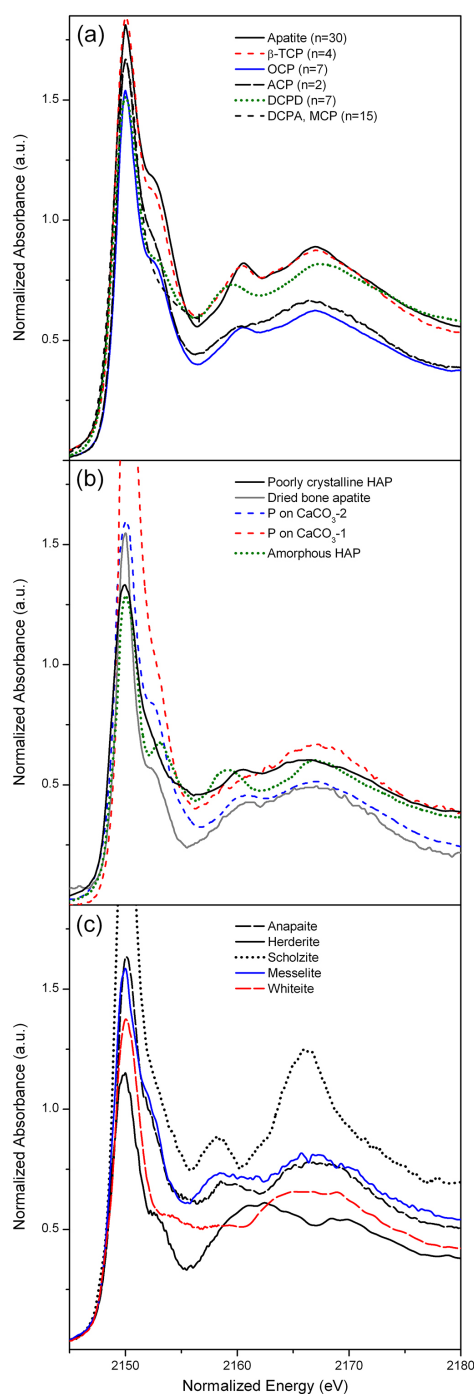 (a)
Apatite (n=30)
β-TCP (n=4)
OCP (n=7)
ACP (n=2)
DCPD (n=7)
DCPA, MCP (n=15)
1.5
1.0
0.5
Normalized Absorbance (a.u.)
(b)
Poorly crystalline HAP
Dried bone apatite
P on CaCO₃-2
P on CaCO₃-1
Amorphous HAP
1.5
1.0
0.5
Normalized Absorbance (a.u.)
(c)
Anapaite
Herderite
Scholzite
Messelite
Whiteite
1.5
1.0
0.5
Normalized Absorbance (a.u.)
2150 2160 2170 2180
Normalized Energy (eV)